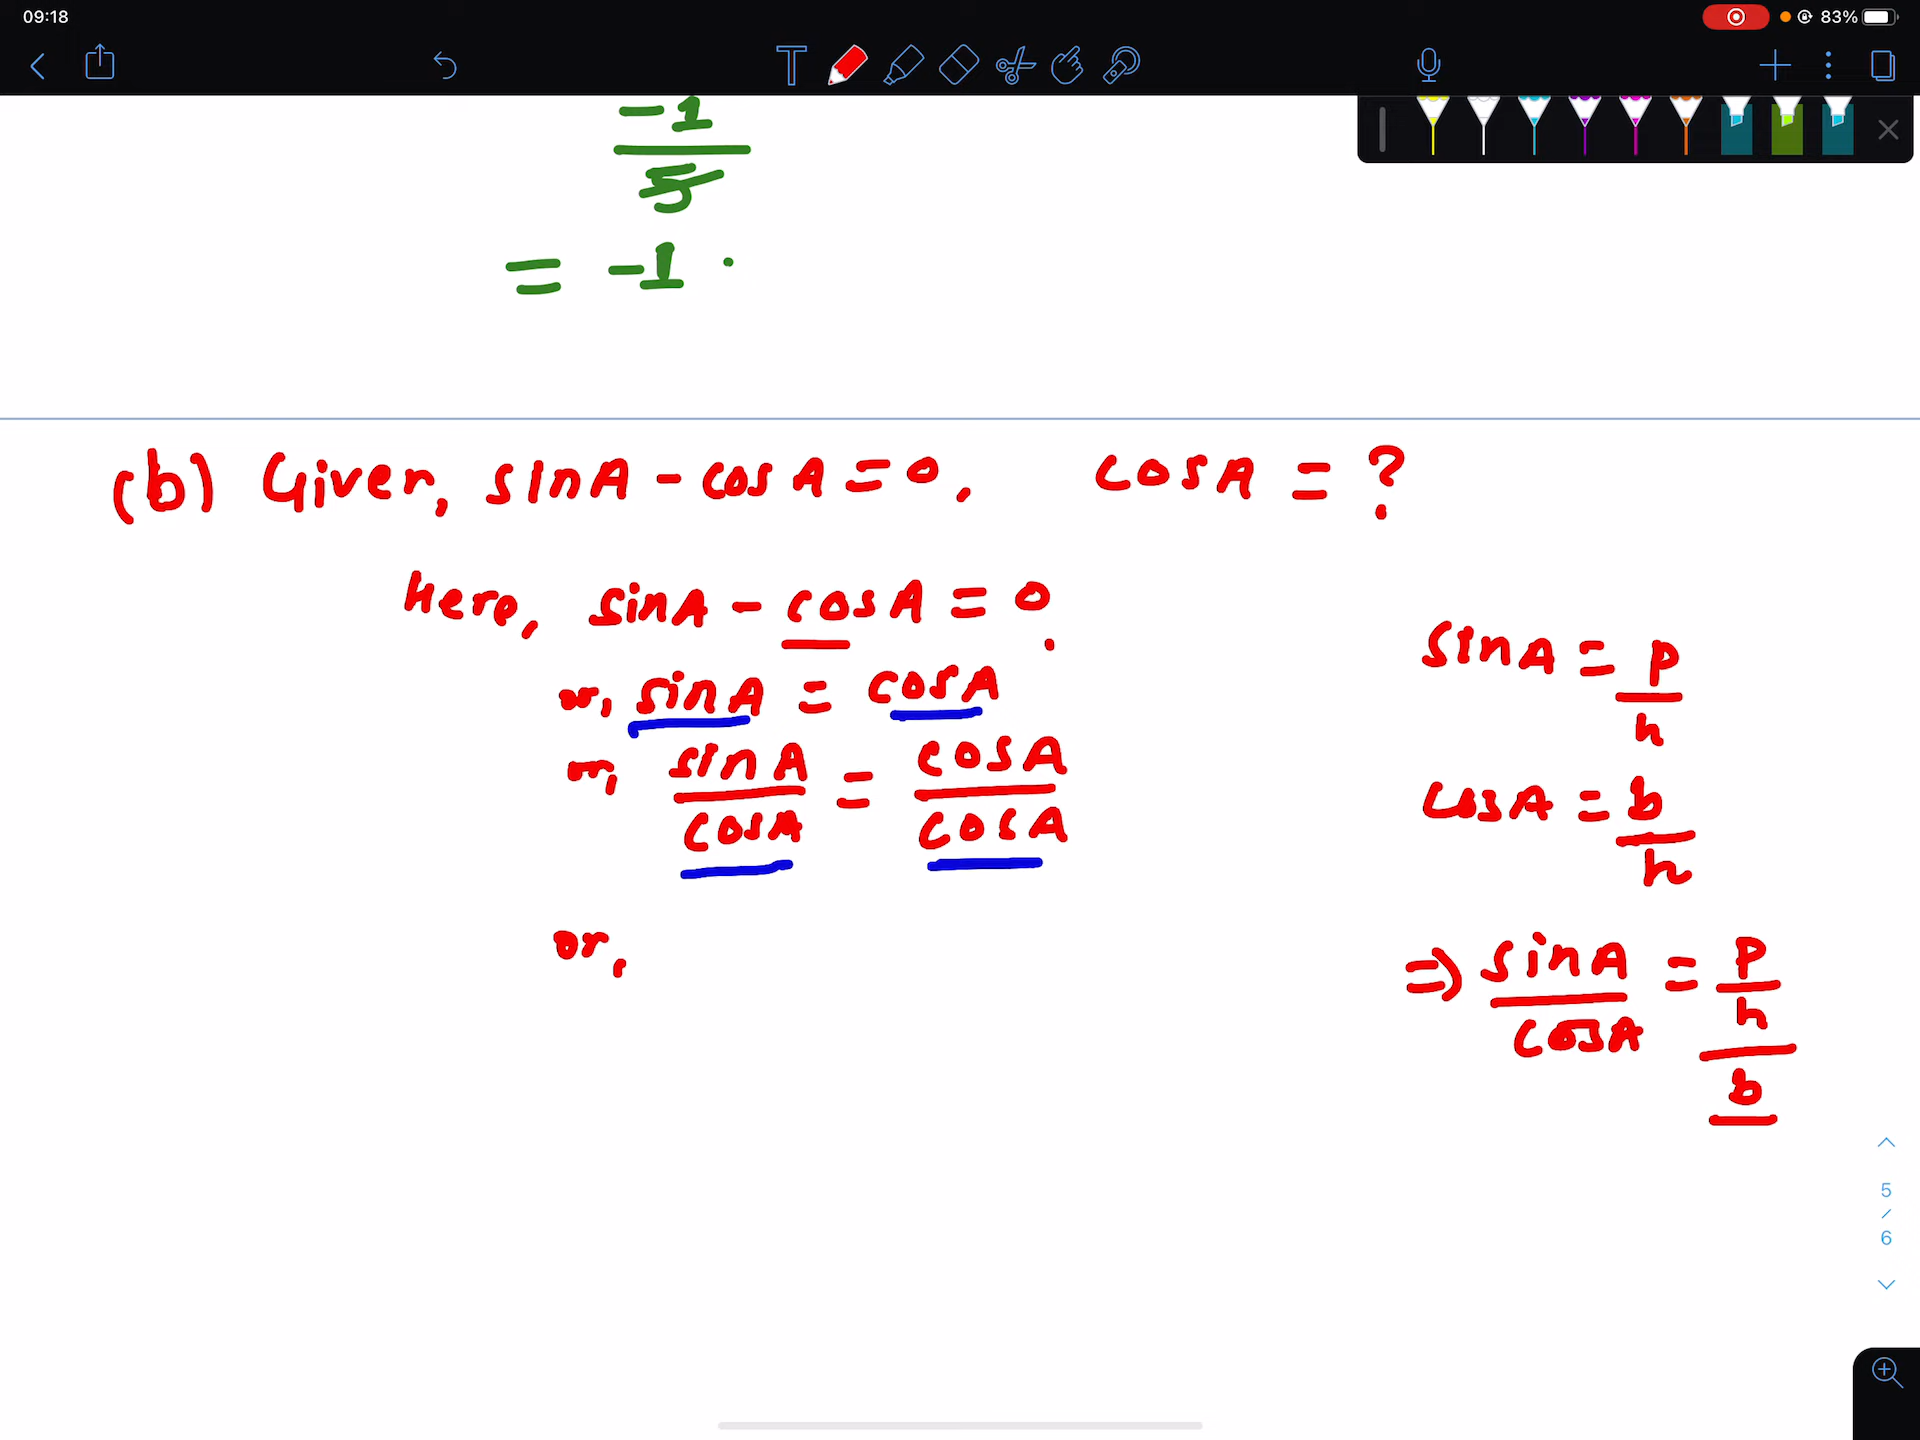 09:18
83%
-1
5
= -1 .
(b) Given, sinA - cosA = 0, cosA = ?
Here, sinA - cosA = 0.
or, sinA = cosA
or, sinA / cosA = cosA / cosA
or,
sinA = p / h
cosA = b / h
⇒ sinA / cosA = p / h / b
5
/
6